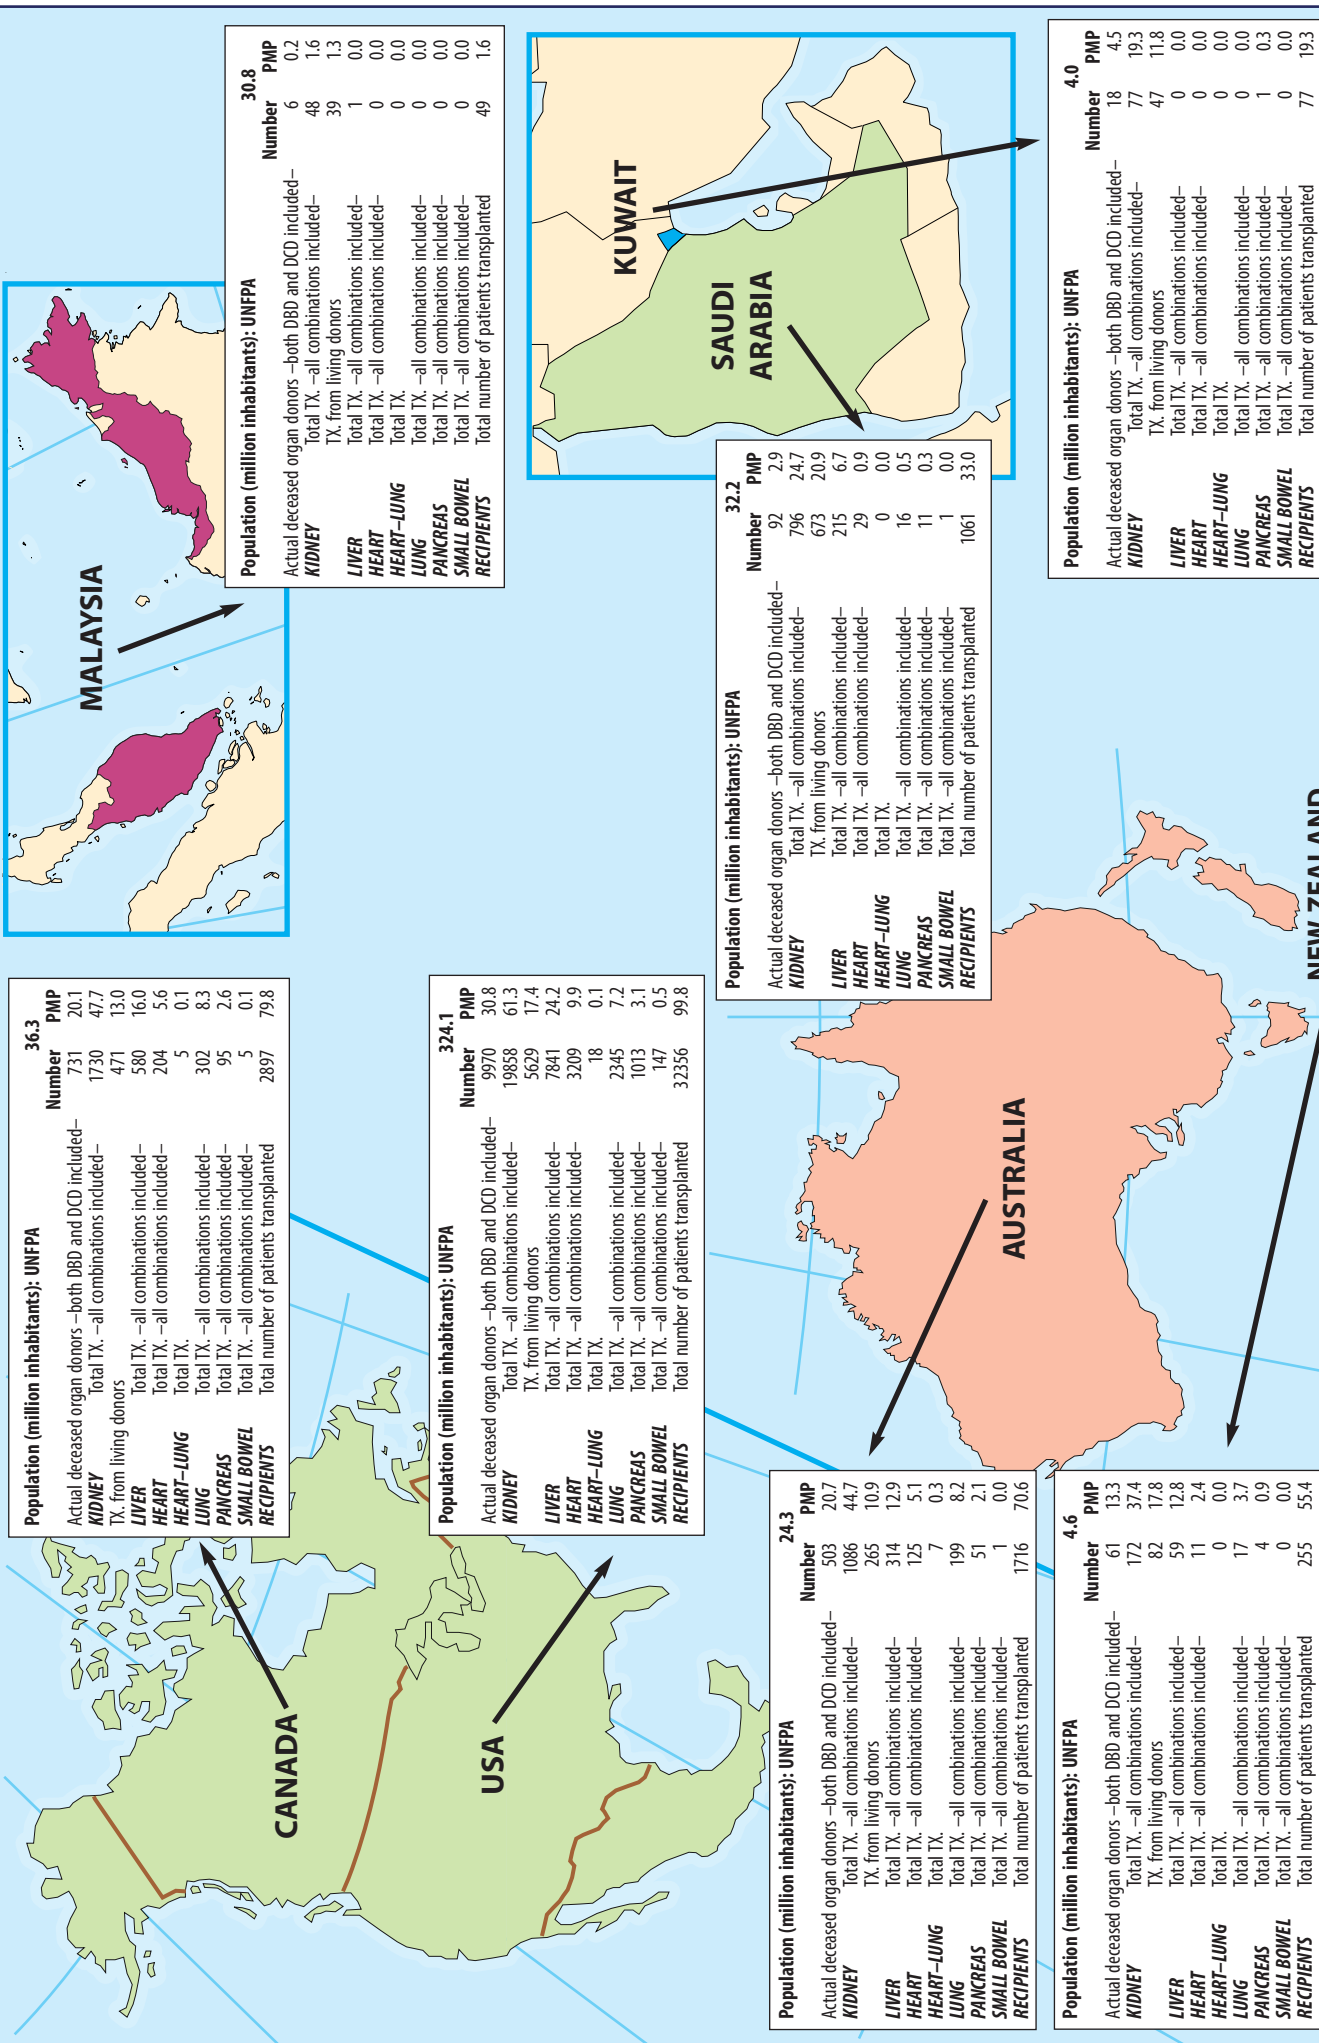 CANADA
Population (million inhabitants): UNFPA 36.3
Number PMP
Actual deceased organ donors –both DBD and DCD included– 731 20.1
KIDNEY Total TX. –all combinations included– 1730 47.7
TX. from living donors 471 13.0
LIVER Total TX. –all combinations included– 580 16.0
HEART Total TX. –all combinations included– 204 5.6
HEART–LUNG Total TX. 5 0.1
LUNG Total TX. –all combinations included– 302 8.3
PANCREAS Total TX. –all combinations included– 95 2.6
SMALL BOWEL Total TX. –all combinations included– 5 0.1
RECIPIENTS Total number of patients transplanted 2897 79.8
USA
Population (million inhabitants): UNFPA 324.1
Number PMP
Actual deceased organ donors –both DBD and DCD included– 9970 30.8
KIDNEY Total TX. –all combinations included– 19858 61.3
TX. from living donors 5629 17.4
LIVER Total TX. –all combinations included– 7841 24.2
HEART Total TX. –all combinations included– 3209 9.9
HEART–LUNG Total TX. 18 0.1
LUNG Total TX. –all combinations included– 2345 7.2
PANCREAS Total TX. –all combinations included– 1013 3.1
SMALL BOWEL Total TX. –all combinations included– 147 0.5
RECIPIENTS Total number of patients transplanted 32356 99.8
MALAYSIA
Population (million inhabitants): UNFPA 30.8
Number PMP
Actual deceased organ donors –both DBD and DCD included– 6 0.2
KIDNEY Total TX. –all combinations included– 48 1.6
TX. from living donors 39 1.3
LIVER Total TX. –all combinations included– 1 0.0
HEART Total TX. –all combinations included– 0 0.0
HEART–LUNG Total TX. 0 0.0
LUNG Total TX. –all combinations included– 0 0.0
PANCREAS Total TX. –all combinations included– 0 0.0
SMALL BOWEL Total TX. –all combinations included– 0 0.0
RECIPIENTS Total number of patients transplanted 49 1.6
KUWAIT
SAUDI
ARABIA
Population (million inhabitants): UNFPA 32.2
Number PMP
Actual deceased organ donors –both DBD and DCD included– 92 2.9
KIDNEY Total TX. –all combinations included– 796 24.7
TX. from living donors 673 20.9
LIVER Total TX. –all combinations included– 215 6.7
HEART Total TX. –all combinations included– 29 0.9
HEART–LUNG Total TX. 0 0.0
LUNG Total TX. –all combinations included– 16 0.5
PANCREAS Total TX. –all combinations included– 11 0.3
SMALL BOWEL Total TX. –all combinations included– 1 0.0
RECIPIENTS Total number of patients transplanted 1061 33.0
AUSTRALIA
Population (million inhabitants): UNFPA 24.3
Number PMP
Actual deceased organ donors –both DBD and DCD included– 503 20.7
KIDNEY Total TX. –all combinations included– 1086 44.7
TX. from living donors 265 10.9
LIVER Total TX. –all combinations included– 314 12.9
HEART Total TX. –all combinations included– 125 5.1
HEART–LUNG Total TX. 7 0.3
LUNG Total TX. –all combinations included– 199 8.2
PANCREAS Total TX. –all combinations included– 51 2.1
SMALL BOWEL Total TX. –all combinations included– 1 0.0
RECIPIENTS Total number of patients transplanted 1716 70.6
Population (million inhabitants): UNFPA 4.6
Number PMP
Actual deceased organ donors –both DBD and DCD included– 61 13.3
KIDNEY Total TX. –all combinations included– 172 37.4
TX. from living donors 82 17.8
LIVER Total TX. –all combinations included– 59 12.8
HEART Total TX. –all combinations included– 11 2.4
HEART–LUNG Total TX. 0 0.0
LUNG Total TX. –all combinations included– 17 3.7
PANCREAS Total TX. –all combinations included– 4 0.9
SMALL BOWEL Total TX. –all combinations included– 0 0.0
RECIPIENTS Total number of patients transplanted 255 55.4
NEW ZEALAND
Population (million inhabitants): UNFPA 4.0
Number PMP
Actual deceased organ donors –both DBD and DCD included– 18 4.5
KIDNEY Total TX. –all combinations included– 77 19.3
TX. from living donors 47 11.8
LIVER Total TX. –all combinations included– 0 0.0
HEART Total TX. –all combinations included– 0 0.0
HEART–LUNG Total TX. 0 0.0
LUNG Total TX. –all combinations included– 0 0.0
PANCREAS Total TX. –all combinations included– 1 0.3
SMALL BOWEL Total TX. –all combinations included– 0 0.0
RECIPIENTS Total number of patients transplanted 77 19.3